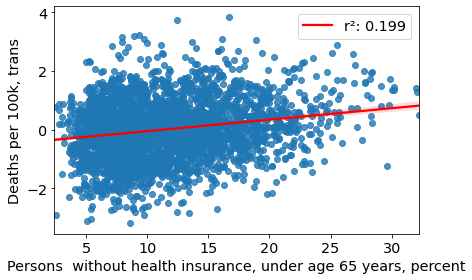 r²: 0.199
Deaths per 100k, trans
4
2
0
−2
5 10 15 20 25 30
Persons  without health insurance, under age 65 years, percent